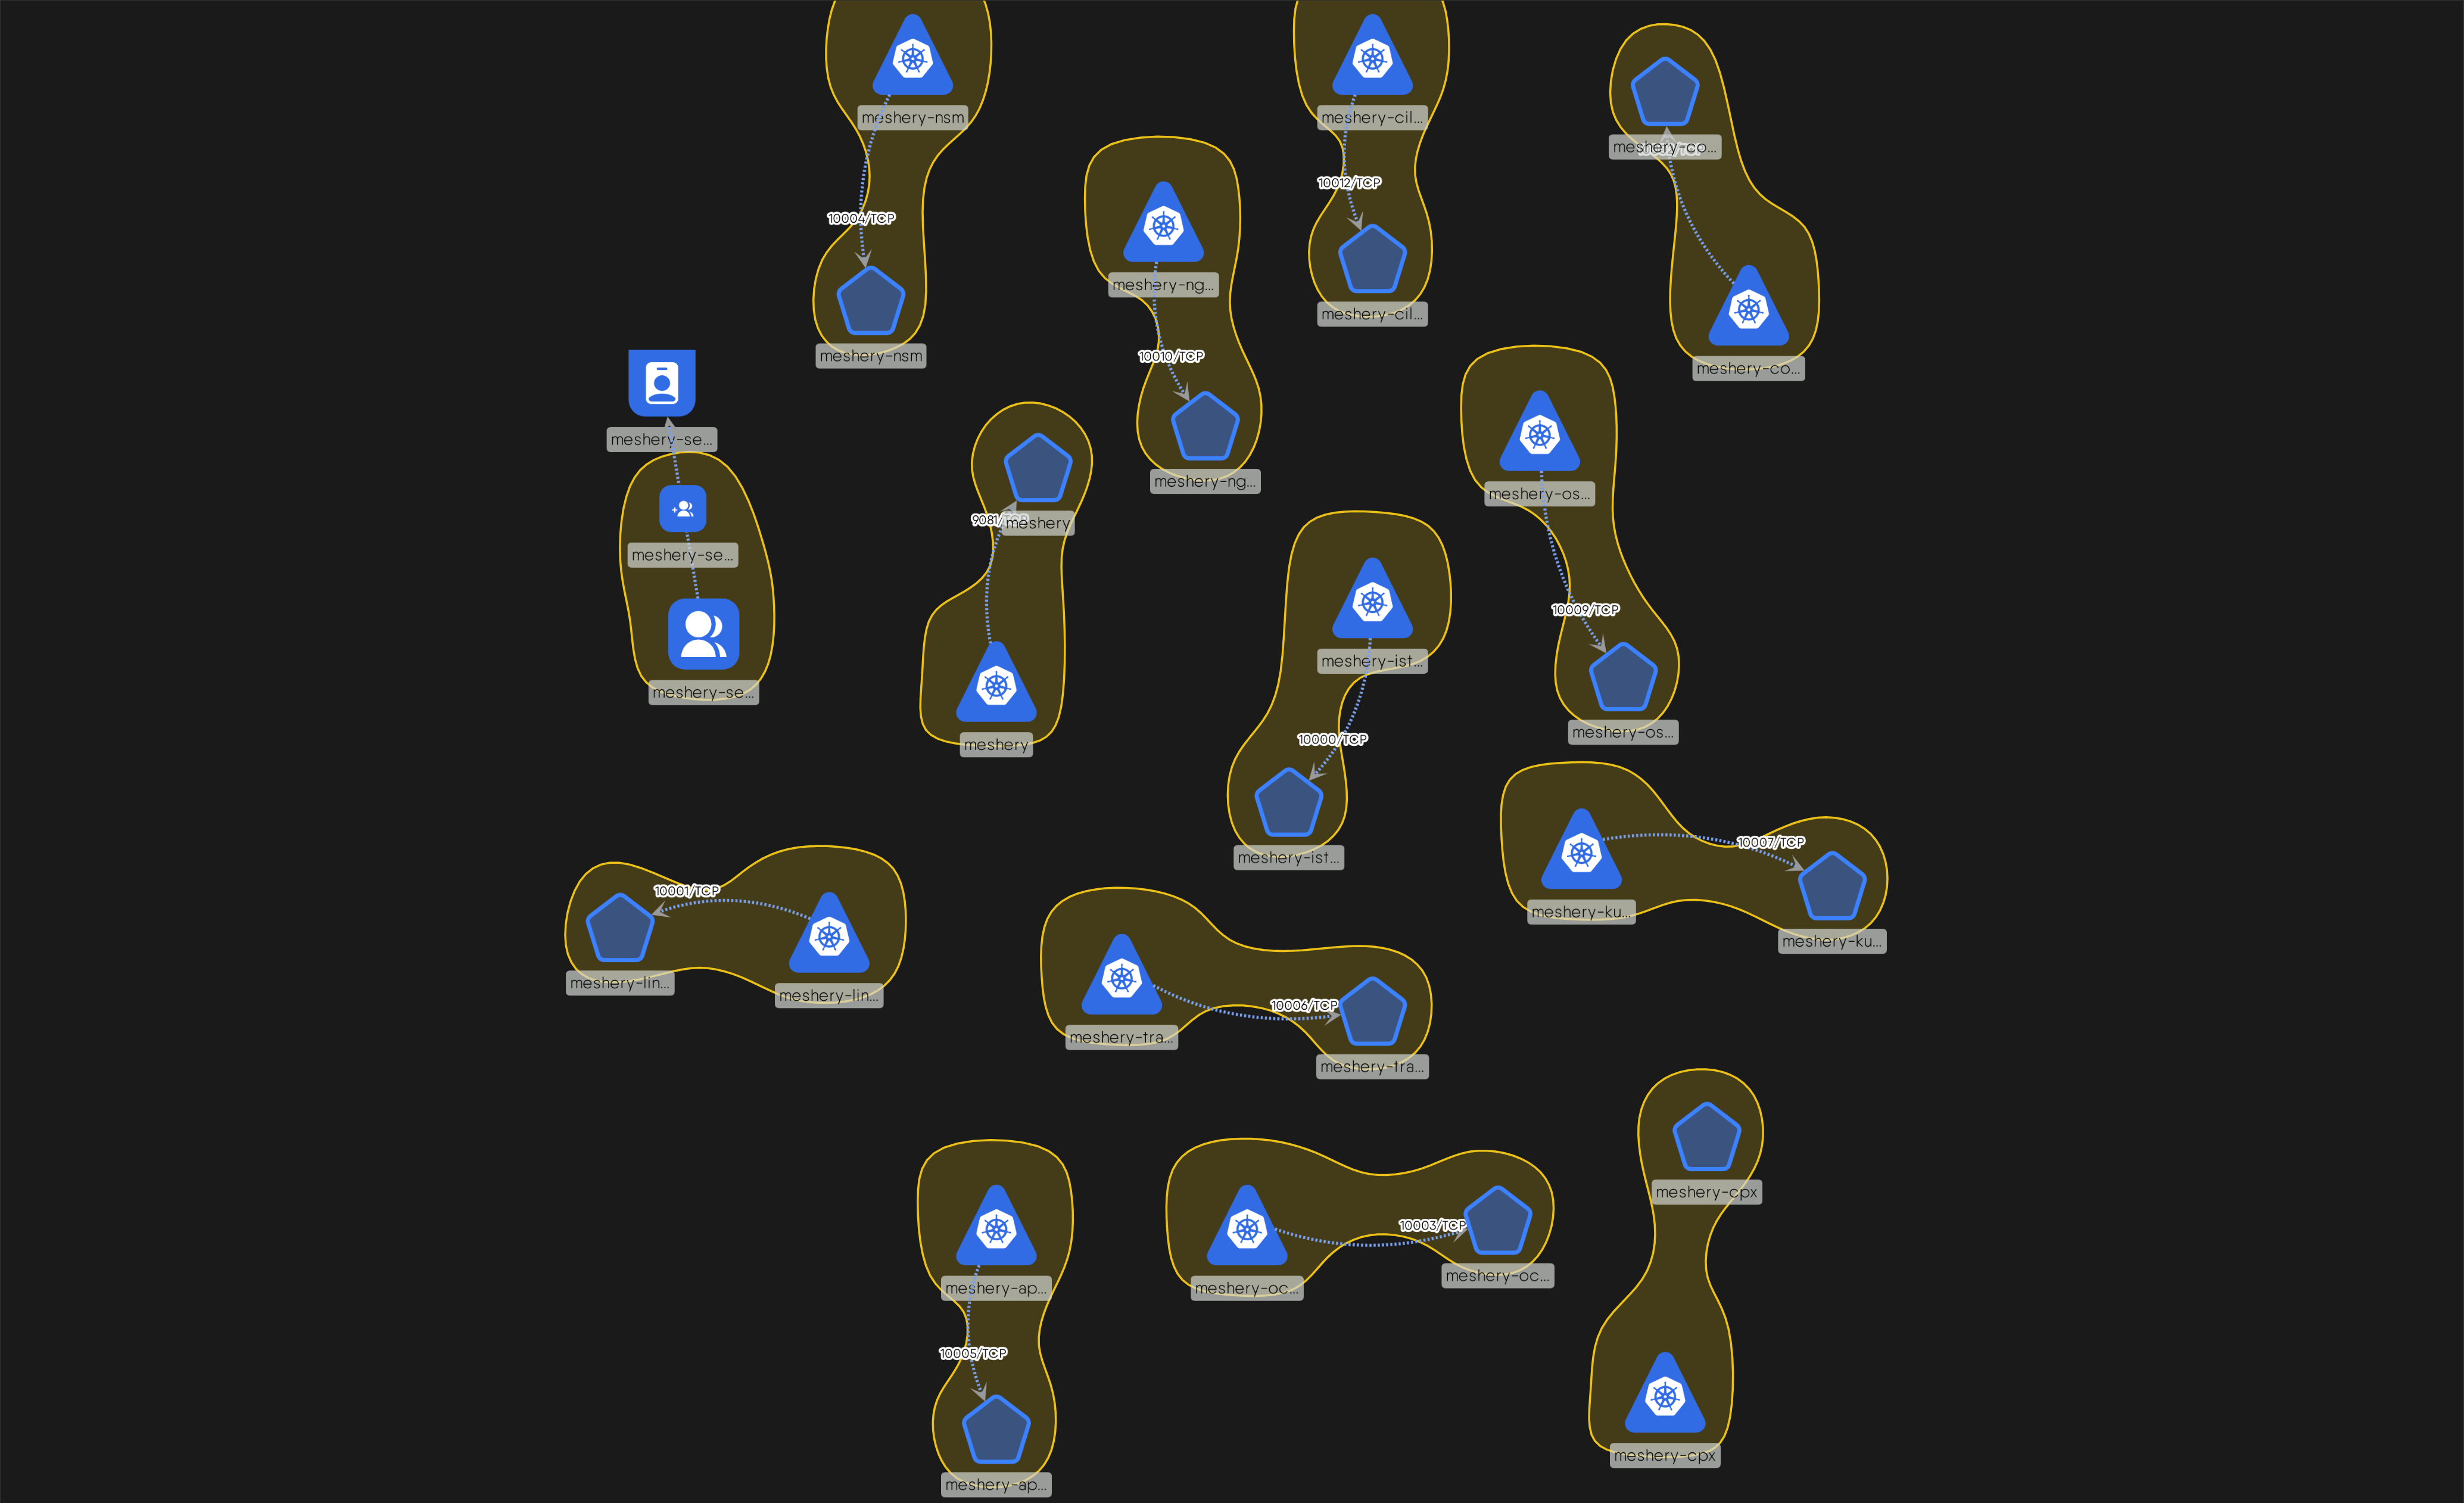 meshery-nsm
10004/TCP
meshery-nsm
meshery-cil...
10012/TCP
meshery-cil...
meshery-co...
meshery-co...
meshery-ng...
10010/TCP
meshery-ng...
meshery-se...
meshery-se...
meshery-se...
meshery
meshery
meshery-os...
10009/TCP
meshery-os...
meshery-ist...
10000/TCP
meshery-ist...
10007/TCP
meshery-ku...
meshery-ku...
10001/TCP
meshery-lin...
meshery-lin...
10006/TCP
meshery-tra...
meshery-tra...
meshery-cpx
meshery-cpx
10003/TCP
meshery-oc...
meshery-oc...
meshery-ap...
10005/TCP
meshery-ap...